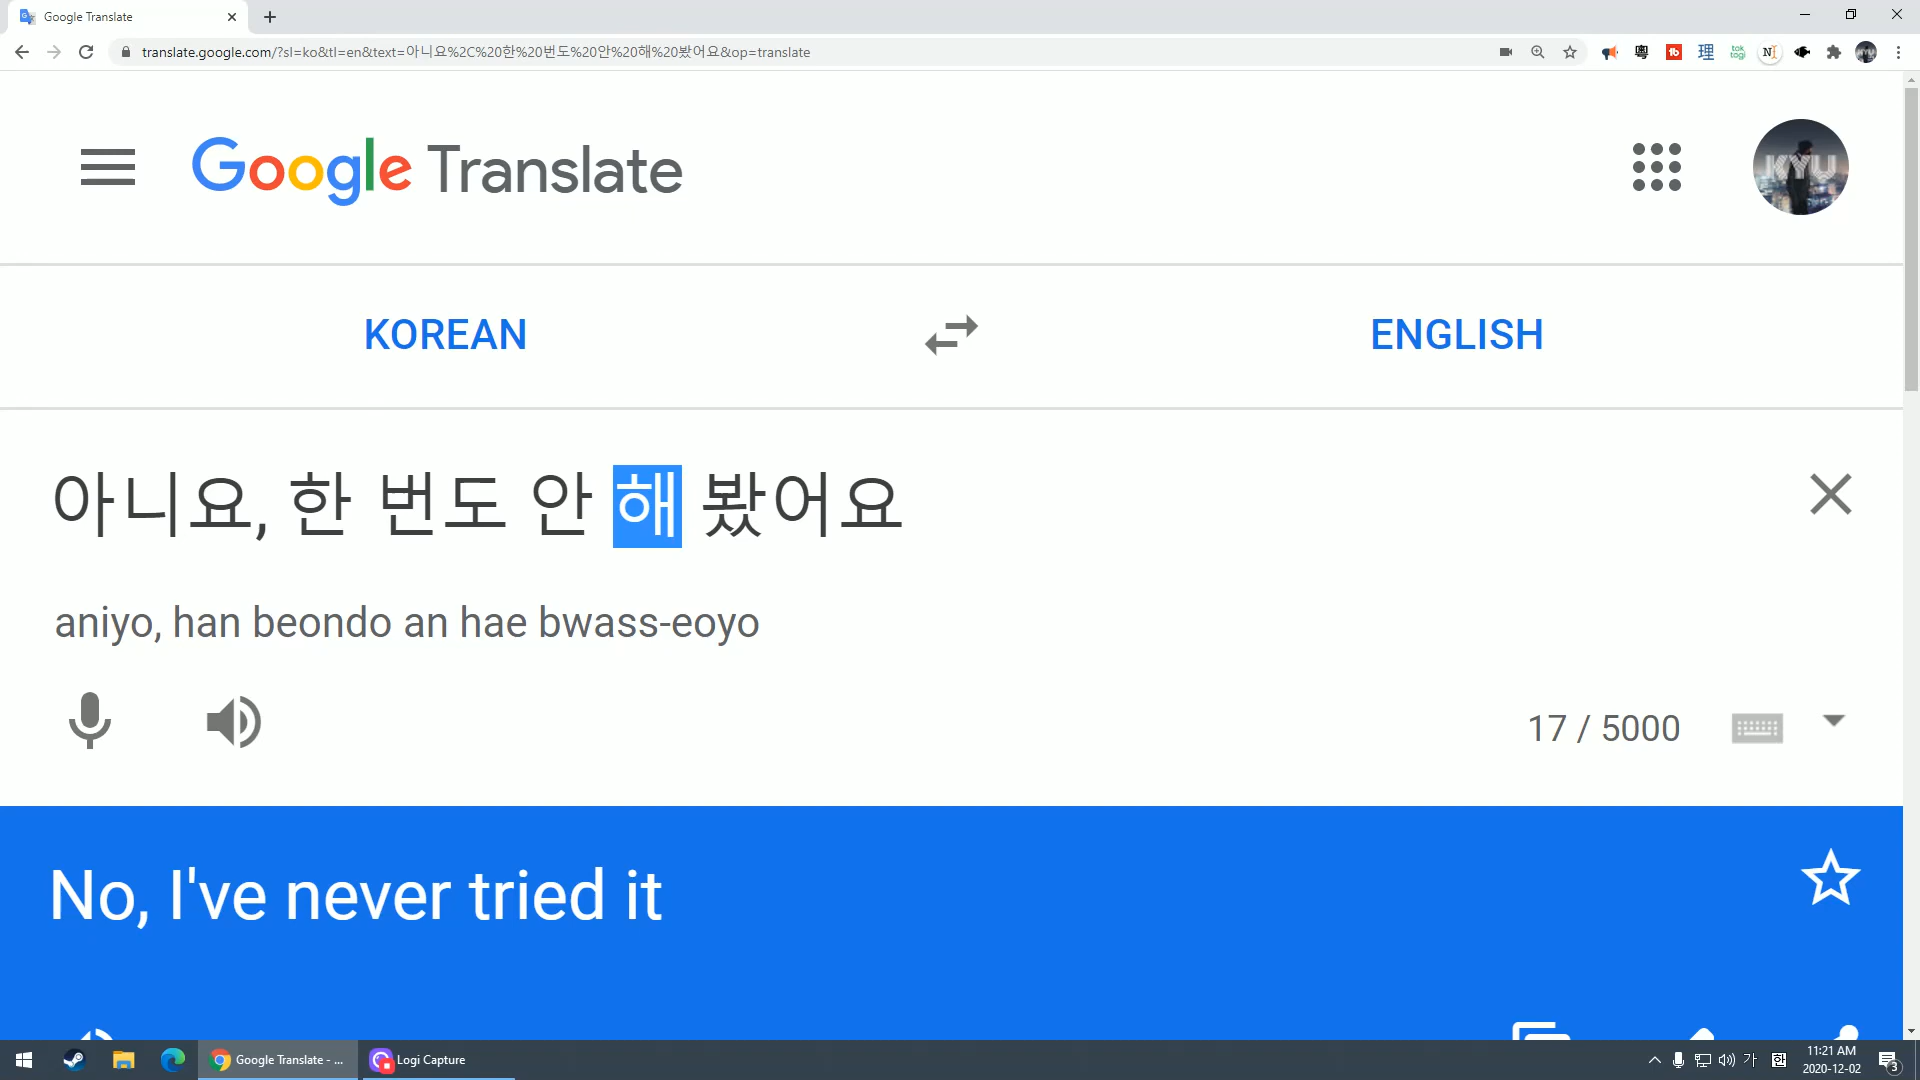 Google Translate
translate.google.com/?sl=ko&tl=en&text=아니요%2C%20한%20번도%20안%20해%20봤어요&op=translate
Google Translate
KYU
KOREAN
ENGLISH
아니요, 한 번도 안 해 봤어요
aniyo, han beondo an hae bwass-eoyo
17 / 5000
No, I've never tried it
Google Translate - ...
Logi Capture
가
11:21 AM
2020-12-02
3